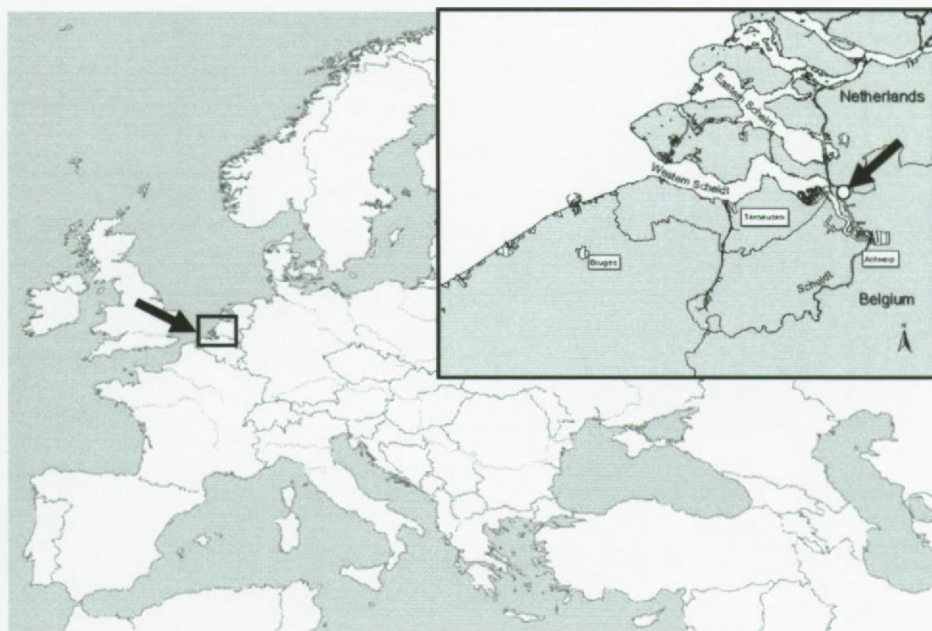 Netherlands
Eastern Scheldt
Western Scheldt
Terneuzen
Bruges
Antwerp
Scheldt
Belgium
N